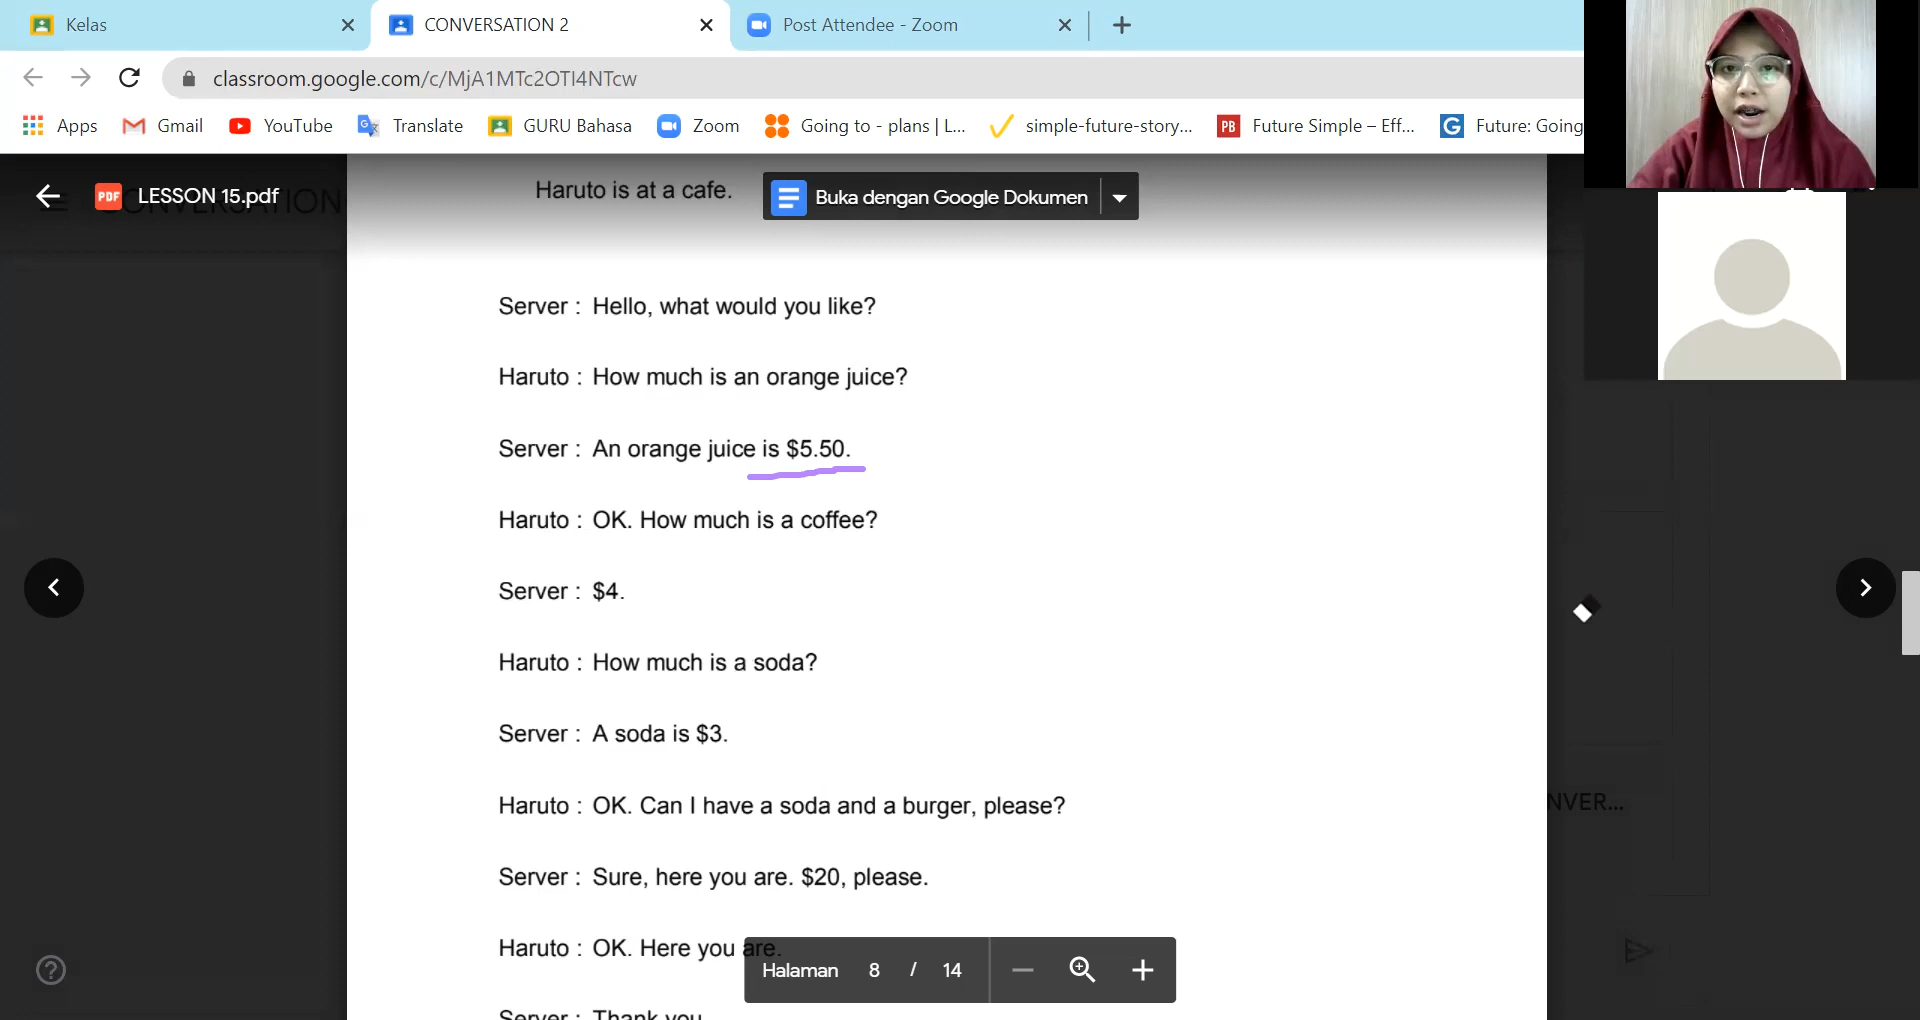 Kelas
CONVERSATION 2
Post Attendee - Zoom
classroom.google.com/c/MjA1MTc2OTI4NTcw
Apps
Gmail
YouTube
Translate
GURU Bahasa
Zoom
Going to - plans | L...
simple-future-story...
PB
Future Simple – Eff...
G
Future: Going
PDF
LESSON 15.pdf
Haruto is at a cafe.
Buka dengan Google Dokumen
Server : Hello, what would you like?
Haruto : How much is an orange juice?
Server : An orange juice is $5.50.
Haruto : OK. How much is a coffee?
Server : $4.
Haruto : How much is a soda?
Server : A soda is $3.
Haruto : OK. Can I have a soda and a burger, please?
NVER...
Server : Sure, here you are. $20, please.
Haruto : OK. Here you are.
Halaman 8 / 14
Server : Thank you